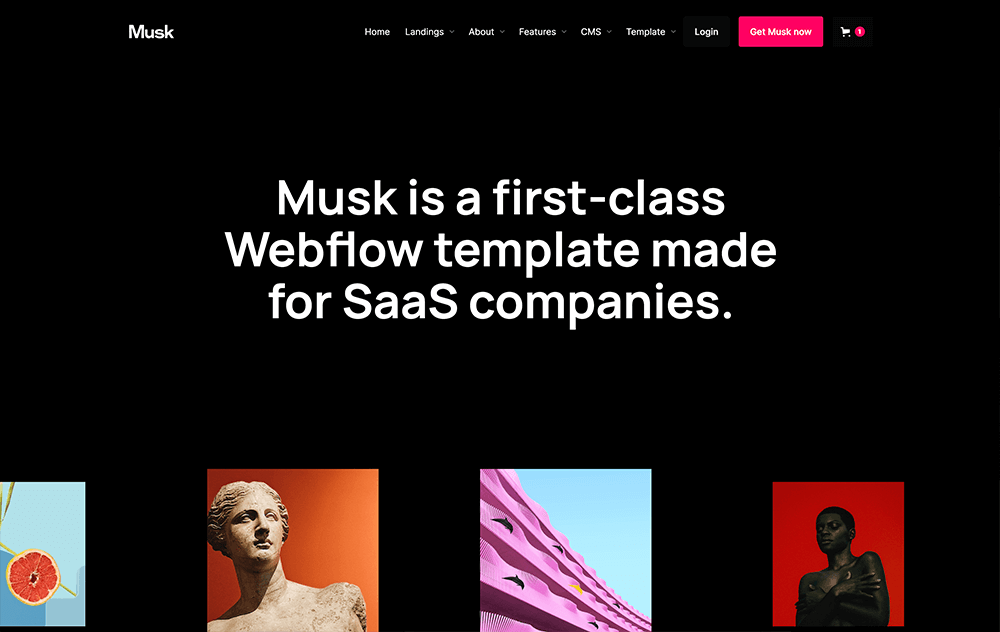 Musk
Home Landings About Features CMS Template Login Get Musk now 1
Musk is a first-class
Webflow template made
for SaaS companies.